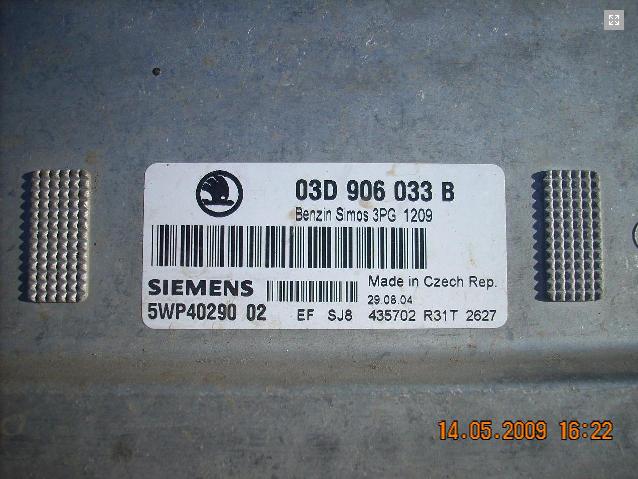 03D 906 033 B
Benzin Simos 3PG 1209
SIEMENS
Made in Czech Rep.
29.08.04
5WP40290 02 EF SJ8 435702 R31T 2627
14.05.2009 16:22